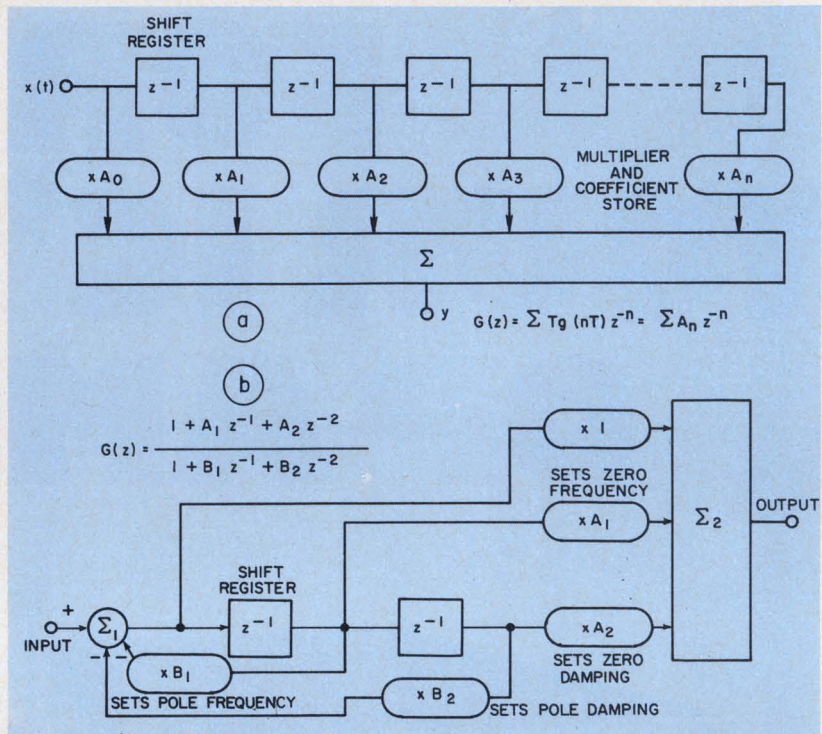 SHIFT
REGISTER
x(t)
z⁻¹
z⁻¹
z⁻¹
z⁻¹
z⁻¹
x A₀
x A₁
x A₂
x A₃
MULTIPLIER
AND
COEFFICIENT
STORE
x Aₙ
Σ
a
y
G(z) = Σ Tg (nT) z⁻ⁿ = Σ Aₙ z⁻ⁿ
b
G(z) = (1 + A₁ z⁻¹ + A₂ z⁻²) / (1 + B₁ z⁻¹ + B₂ z⁻²)
x 1
SETS ZERO
FREQUENCY
x A₁
Σ₂
OUTPUT
SHIFT
REGISTER
+
INPUT
Σ₁
z⁻¹
z⁻¹
x A₂
SETS ZERO
DAMPING
– –
x B₁
SETS POLE FREQUENCY
x B₂
SETS POLE DAMPING